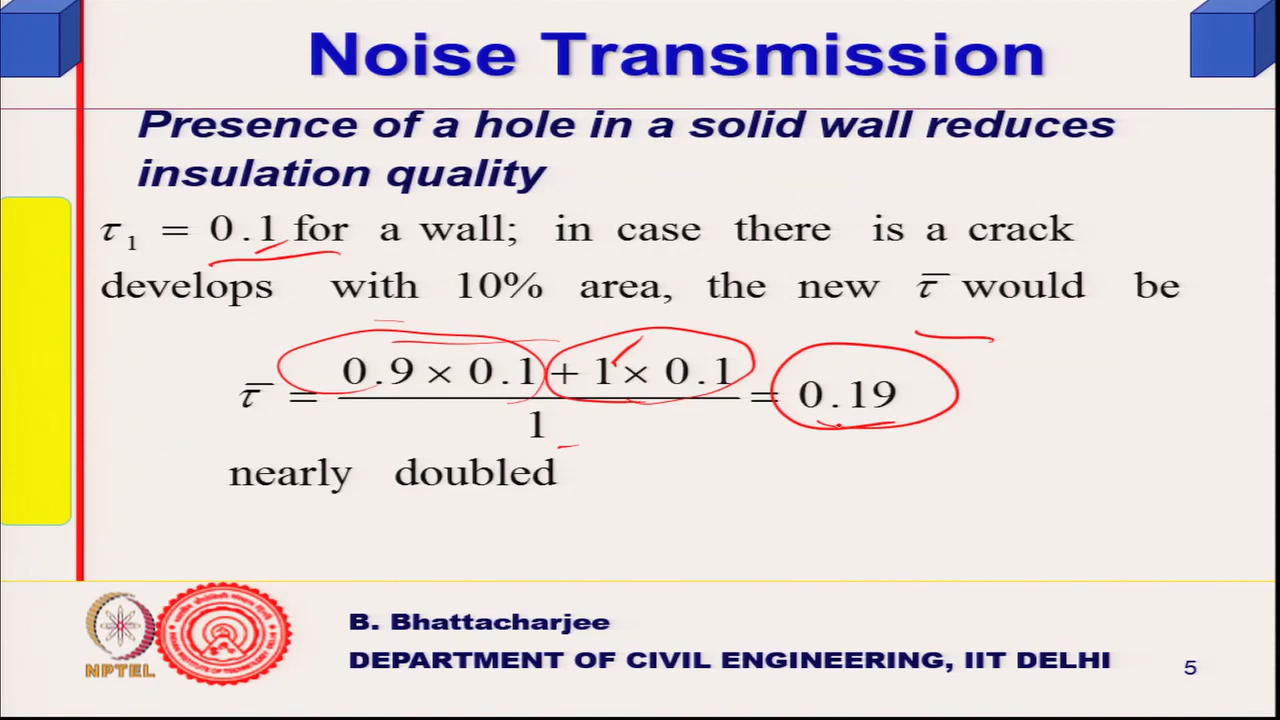 Noise Transmission
Presence of a hole in a solid wall reduces
insulation quality
τ₁ = 0.1 for a wall; in case there is a crack
develops with 10% area, the new τ̅ would be
τ̅ = (0.9 × 0.1 + 1 × 0.1) / 1 = 0.19
nearly doubled
NPTEL
B. Bhattacharjee
DEPARTMENT OF CIVIL ENGINEERING, IIT DELHI
5